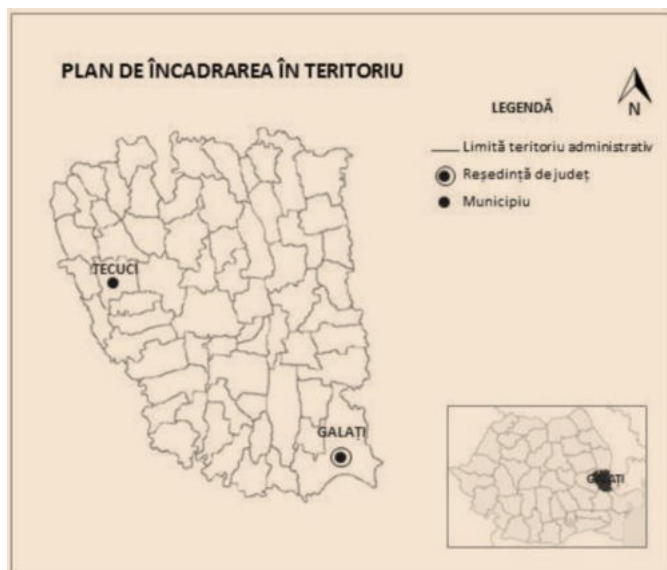 PLAN DE ÎNCADRAREA ÎN TERITORIU
LEGENDĂ
N
Limită teritoriu administrativ
Reședință de județ
Municipiu
TECUCI
GALAȚI
GALAȚI